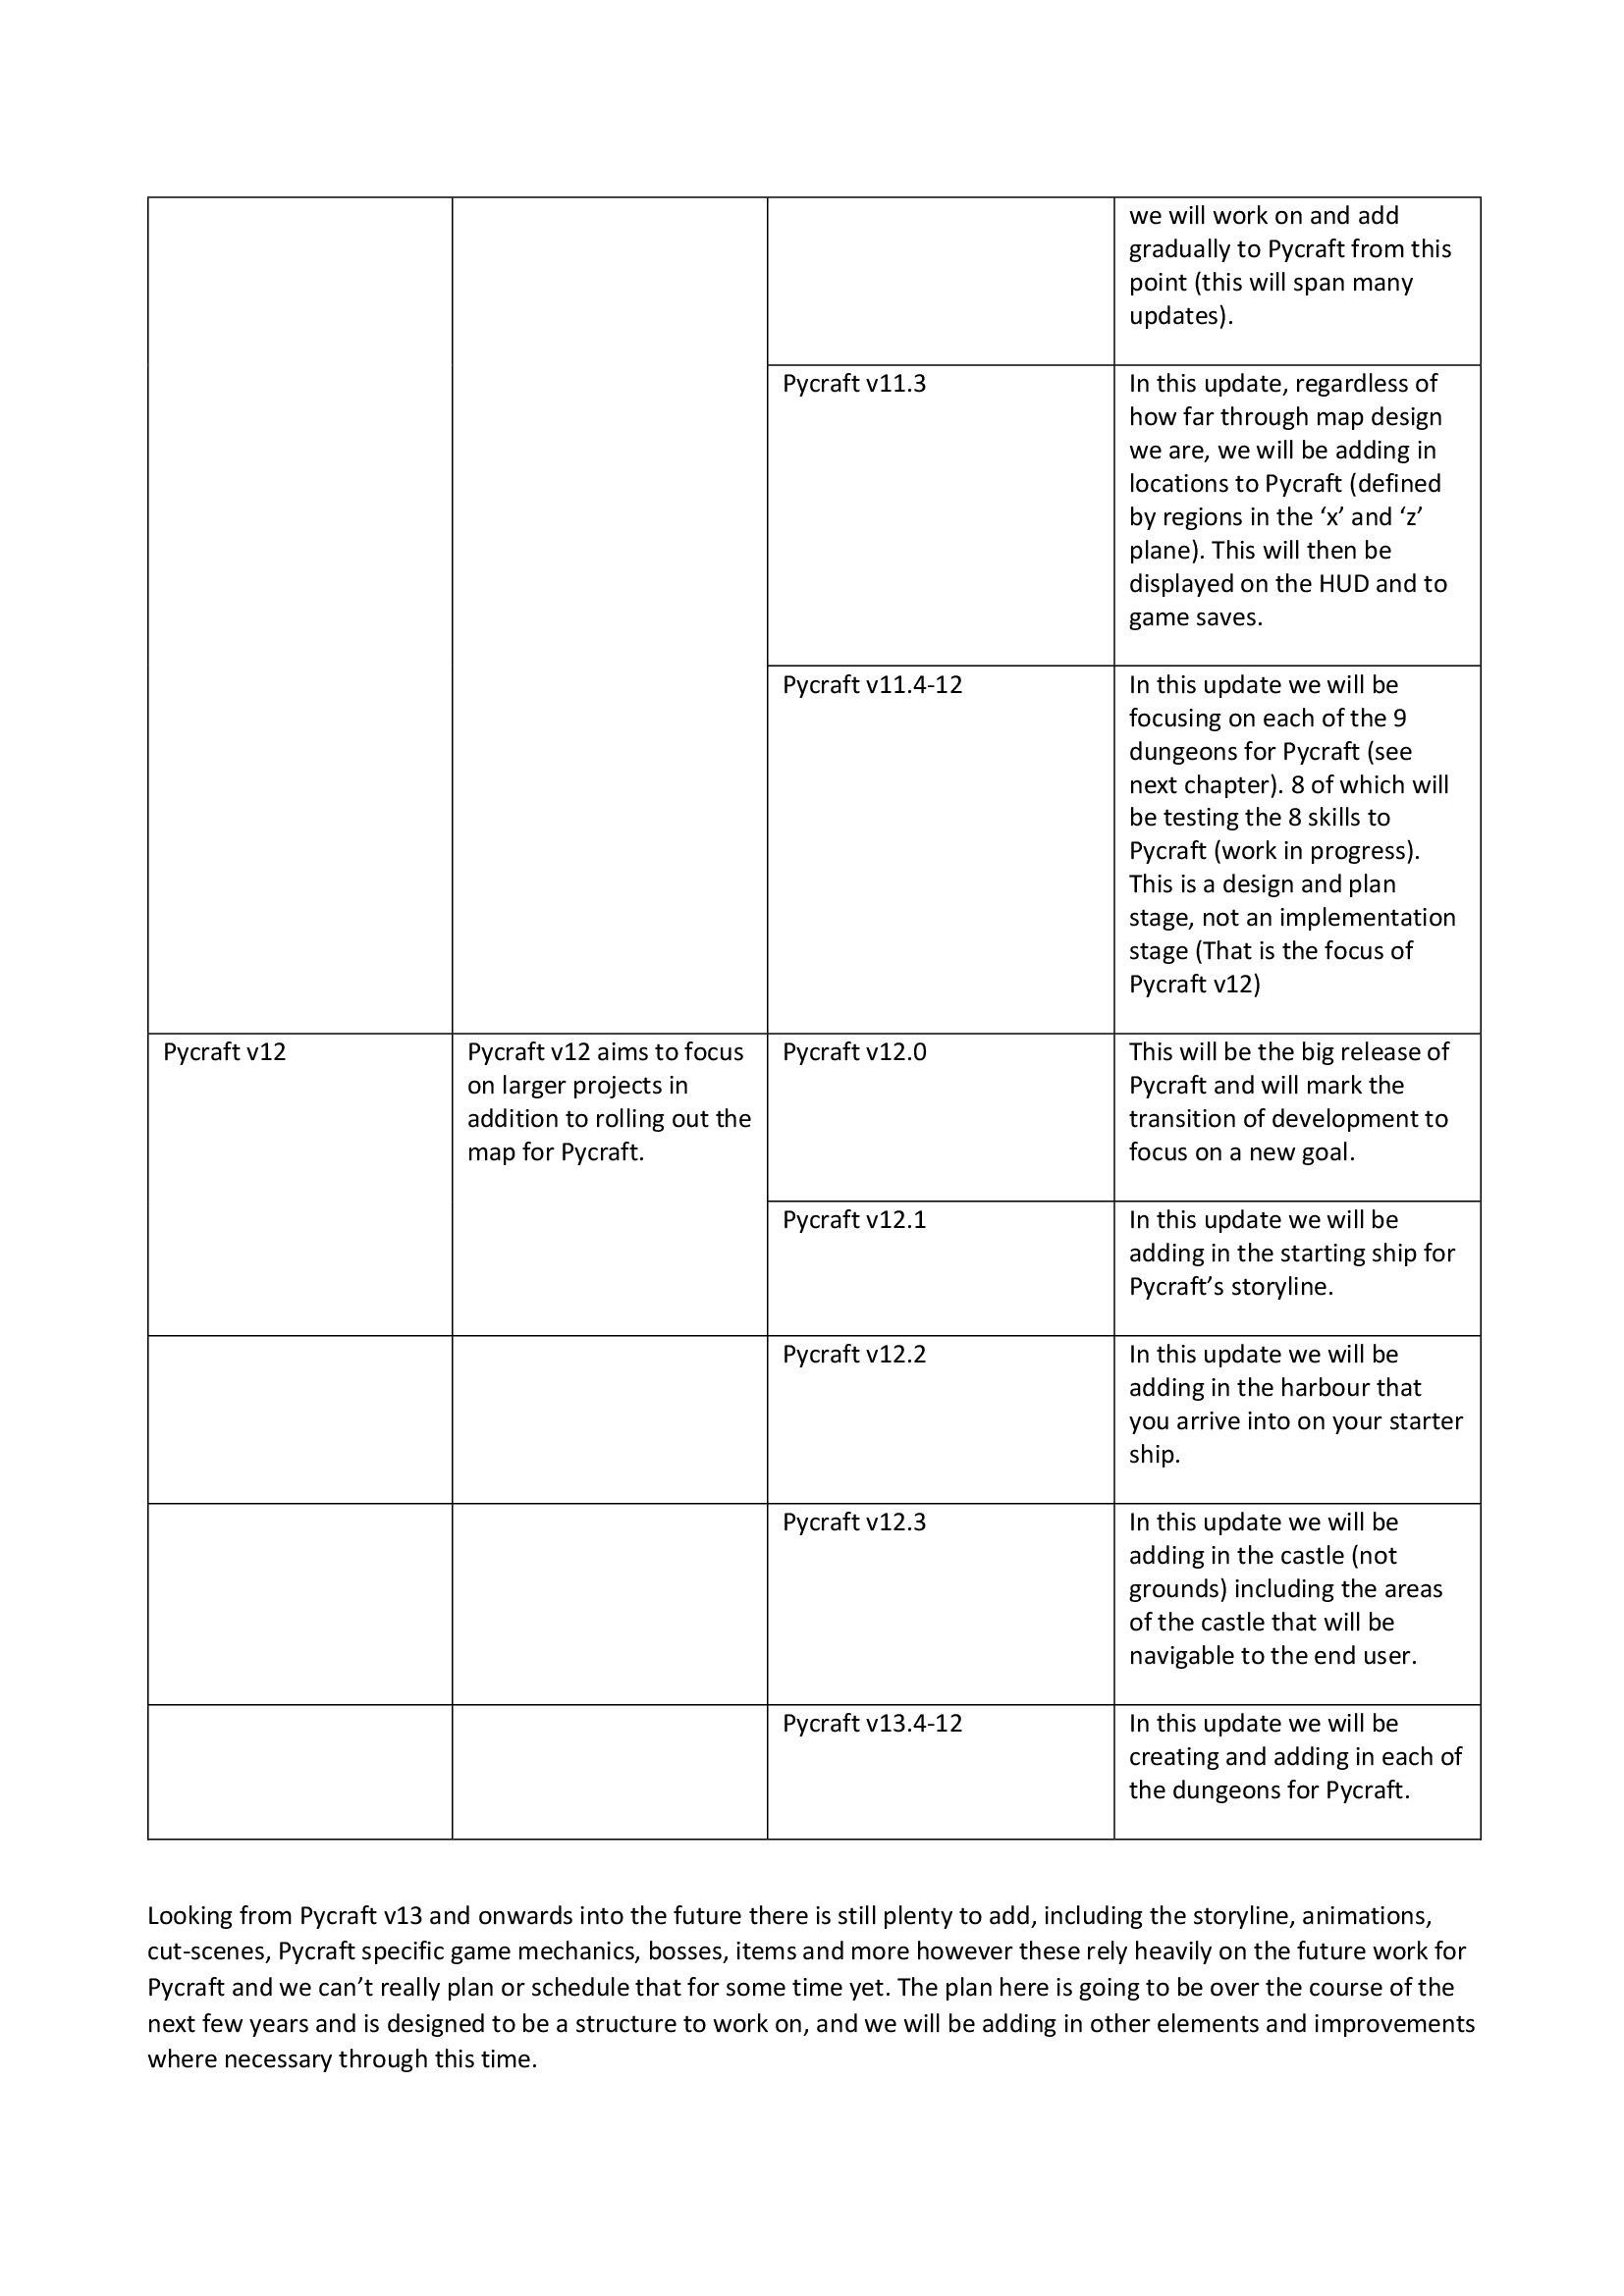 we will work on and add
gradually to Pycraft from this
point (this will span many
updates).
Pycraft v11.3
In this update, regardless of
how far through map design
we are, we will be adding in
locations to Pycraft (defined
by regions in the ‘x’ and ‘z’
plane). This will then be
displayed on the HUD and to
game saves.
Pycraft v11.4-12
In this update we will be
focusing on each of the 9
dungeons for Pycraft (see
next chapter). 8 of which will
be testing the 8 skills to
Pycraft (work in progress).
This is a design and plan
stage, not an implementation
stage (That is the focus of
Pycraft v12)
Pycraft v12
Pycraft v12 aims to focus
on larger projects in
addition to rolling out the
map for Pycraft.
Pycraft v12.0
This will be the big release of
Pycraft and will mark the
transition of development to
focus on a new goal.
Pycraft v12.1
In this update we will be
adding in the starting ship for
Pycraft’s storyline.
Pycraft v12.2
In this update we will be
adding in the harbour that
you arrive into on your starter
ship.
Pycraft v12.3
In this update we will be
adding in the castle (not
grounds) including the areas
of the castle that will be
navigable to the end user.
Pycraft v13.4-12
In this update we will be
creating and adding in each of
the dungeons for Pycraft.
Looking from Pycraft v13 and onwards into the future there is still plenty to add, including the storyline, animations,
cut-scenes, Pycraft specific game mechanics, bosses, items and more however these rely heavily on the future work for
Pycraft and we can’t really plan or schedule that for some time yet. The plan here is going to be over the course of the
next few years and is designed to be a structure to work on, and we will be adding in other elements and improvements
where necessary through this time.